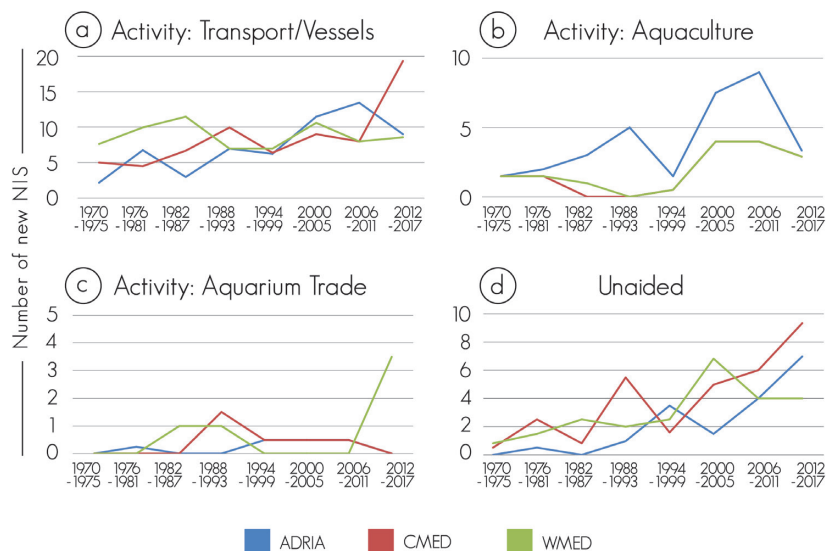 a Activity: Transport/Vessels
20
15
10
5
0
1970 1976 1982 1988 1994 2000 2006 2012
-1975 -1981 -1987 -1993 -1999 -2005 -2011 -2017
b Activity: Aquaculture
10
5
0
1970 1976 1982 1988 1994 2000 2006 2012
-1975 -1981 -1987 -1993 -1999 -2005 -2011 -2017
Number of new NIS
c Activity: Aquarium Trade
5
4
3
2
1
0
1970 1976 1982 1988 1994 2000 2006 2012
-1975 -1981 -1987 -1993 -1999 -2005 -2011 -2017
d Unaided
10
8
6
4
2
0
1970 1976 1982 1988 1994 2000 2006 2012
-1975 -1981 -1987 -1993 -1999 -2005 -2011 -2017
ADRIA CMED WMED